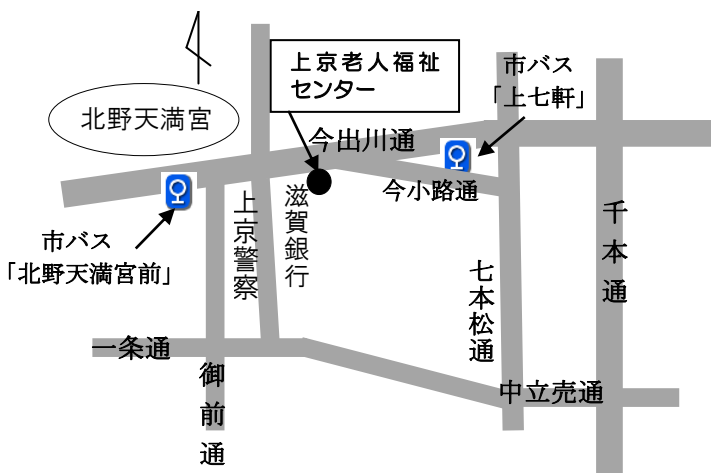 上京老人福祉
センター
市バス
「上七軒」
北野天満宮
今出川通
今小路通
市バス
「北野天満宮前」
上京警察
滋賀銀行
千本通
七本松通
一条通
御前通
中立売通